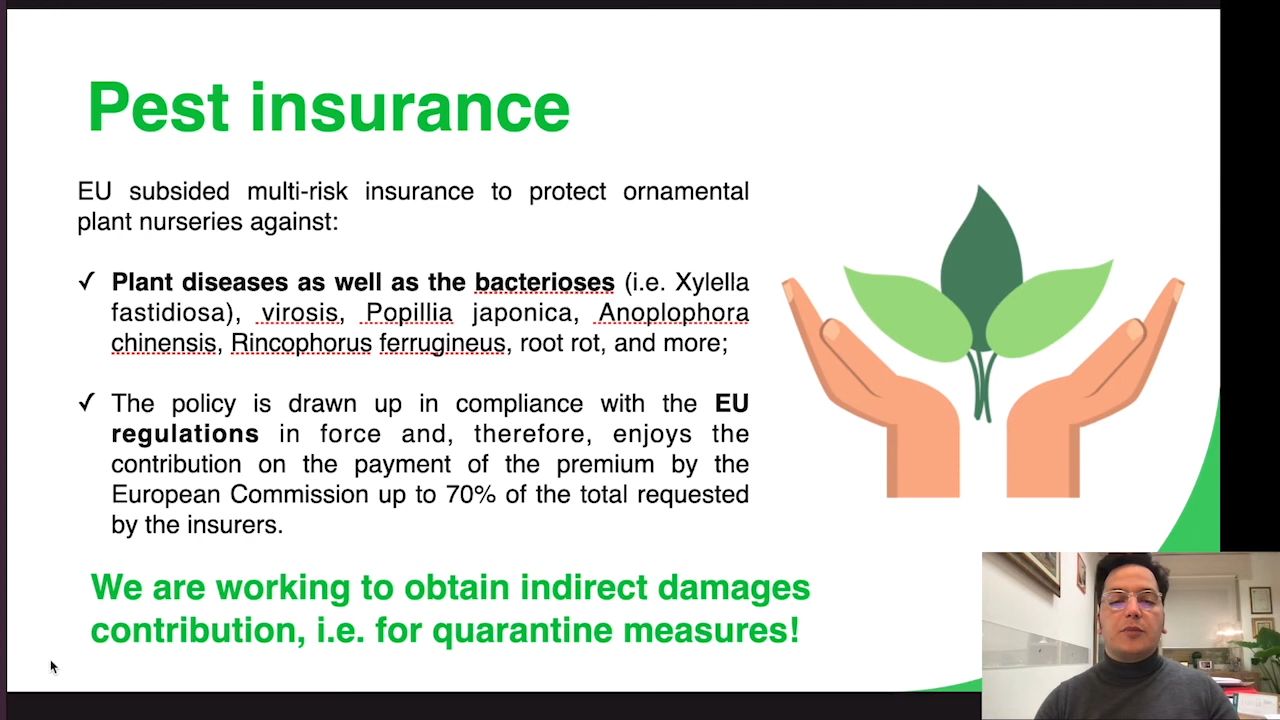 Pest insurance
EU subsided multi-risk insurance to protect ornamental
plant nurseries against:
✓ Plant diseases as well as the bacterioses (i.e. Xylella
fastidiosa), virosis, Popillia japonica, Anoplophora
chinensis, Rincophorus ferrugineus, root rot, and more;
✓ The policy is drawn up in compliance with the EU
regulations in force and, therefore, enjoys the
contribution on the payment of the premium by the
European Commission up to 70% of the total requested
by the insurers.
We are working to obtain indirect damages
contribution, i.e. for quarantine measures!